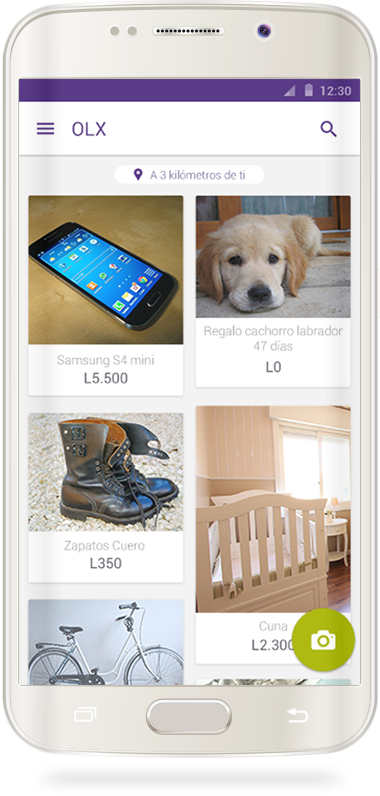 12:30
OLX
A 3 kilómetros de ti
Samsung S4 mini
L5.500
Regalo cachorro labrador
47 días
L0
Zapatos Cuero
L350
Cuna
L2.300